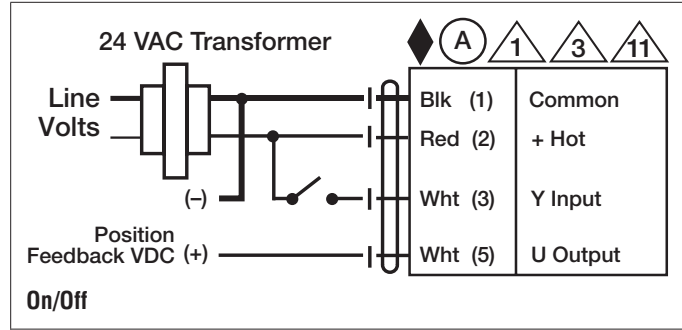 24 VAC Transformer
A 1 3 11
Line
Volts
Blk (1) Common
Red (2) + Hot
(–)
Wht (3) Y Input
Position
Feedback VDC (+)
Wht (5) U Output
On/Off